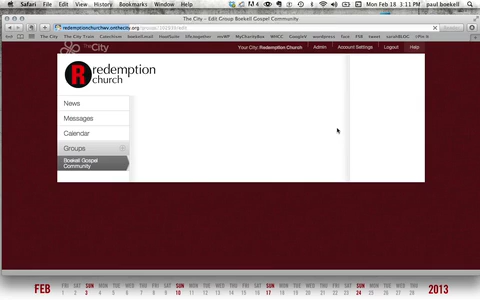 Safari File Edit View History Bookmarks Window Help
Mon Feb 18 3:11 PM paul boekell
The City – Edit Group Boekell Gospel Community
redemptionchurchwv.onthecity.org
The City
wordpress
The City
Your City: Redemption Church Admin Account Settings Logout Help
R redemption church
News
Messages
Calendar
Groups
Boekell Gospel
Community
FEB
FRI SAT SUN MON TUE WED THU FRI SAT SUN MON TUE WED THU FRI SAT SUN MON TUE WED THU FRI SAT SUN MON TUE WED THU
1 2 3 4 5 6 7 8 9 10 11 12 13 14 15 16 17 18 19 20 21 22 23 24 25 26 27 28
2013